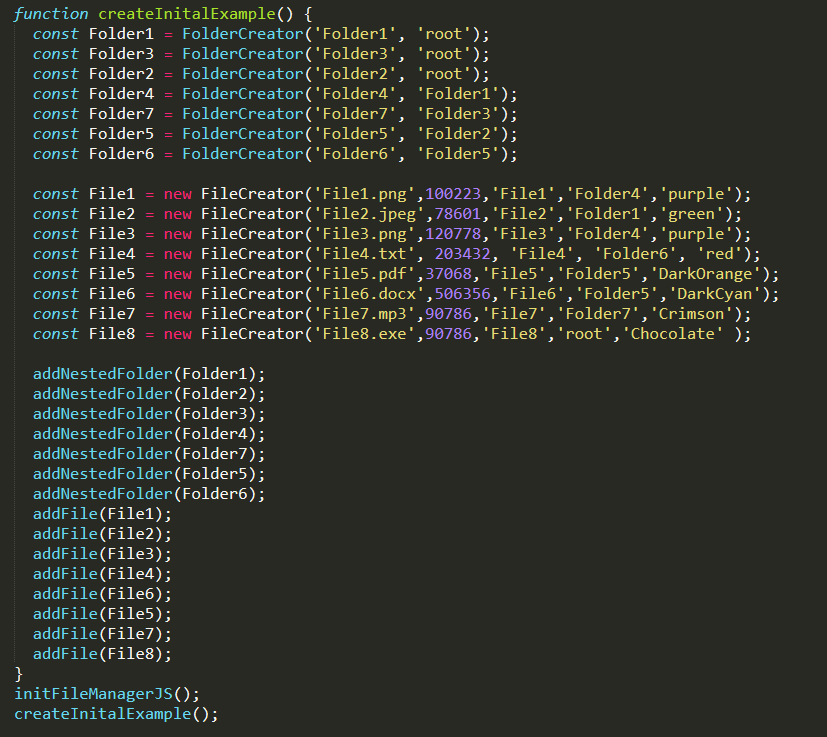 function createInitalExample() {
  const Folder1 = FolderCreator('Folder1', 'root');
  const Folder3 = FolderCreator('Folder3', 'root');
  const Folder2 = FolderCreator('Folder2', 'root');
  const Folder4 = FolderCreator('Folder4', 'Folder1');
  const Folder7 = FolderCreator('Folder7', 'Folder3');
  const Folder5 = FolderCreator('Folder5', 'Folder2');
  const Folder6 = FolderCreator('Folder6', 'Folder5');

  const File1 = new FileCreator('File1.png',100223,'File1','Folder4','purple');
  const File2 = new FileCreator('File2.jpeg',78601,'File2','Folder1','green');
  const File3 = new FileCreator('File3.png',120778,'File3','Folder4','purple');
  const File4 = new FileCreator('File4.txt', 203432, 'File4', 'Folder6', 'red');
  const File5 = new FileCreator('File5.pdf',37068,'File5','Folder5','DarkOrange');
  const File6 = new FileCreator('File6.docx',506356,'File6','Folder5','DarkCyan');
  const File7 = new FileCreator('File7.mp3',90786,'File7','Folder7','Crimson');
  const File8 = new FileCreator('File8.exe',90786,'File8','root','Chocolate' );

  addNestedFolder(Folder1);
  addNestedFolder(Folder2);
  addNestedFolder(Folder3);
  addNestedFolder(Folder4);
  addNestedFolder(Folder7);
  addNestedFolder(Folder5);
  addNestedFolder(Folder6);
  addFile(File1);
  addFile(File2);
  addFile(File3);
  addFile(File4);
  addFile(File6);
  addFile(File5);
  addFile(File7);
  addFile(File8);
}
initFileManagerJS();
createInitalExample();